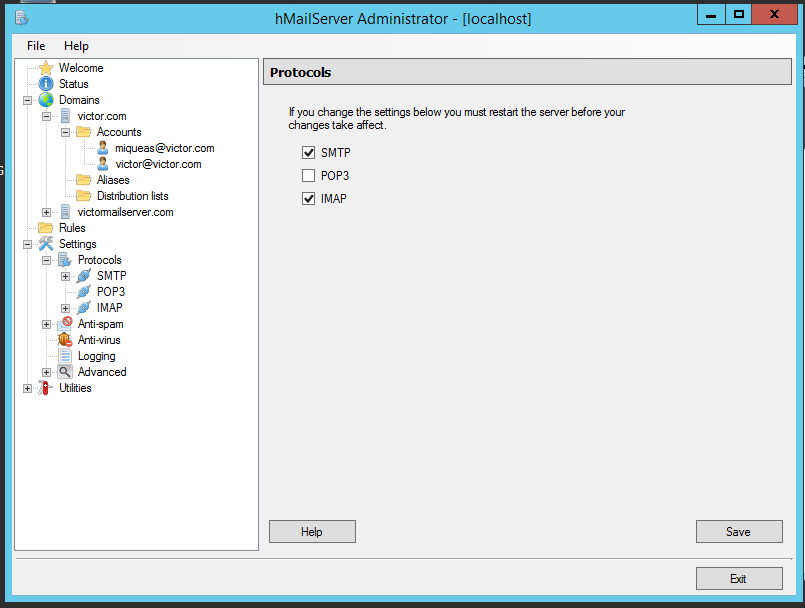 hMailServer Administrator - [localhost]
File Help
Welcome
Status
Domains
victor.com
Accounts
miqueas@victor.com
victor@victor.com
Aliases
Distribution lists
victormailserver.com
Rules
Settings
Protocols
SMTP
POP3
IMAP
Anti-spam
Anti-virus
Logging
Advanced
Utilities
Protocols
If you change the settings below you must restart the server before your
changes take affect.
SMTP
POP3
IMAP
Help
Save
Exit